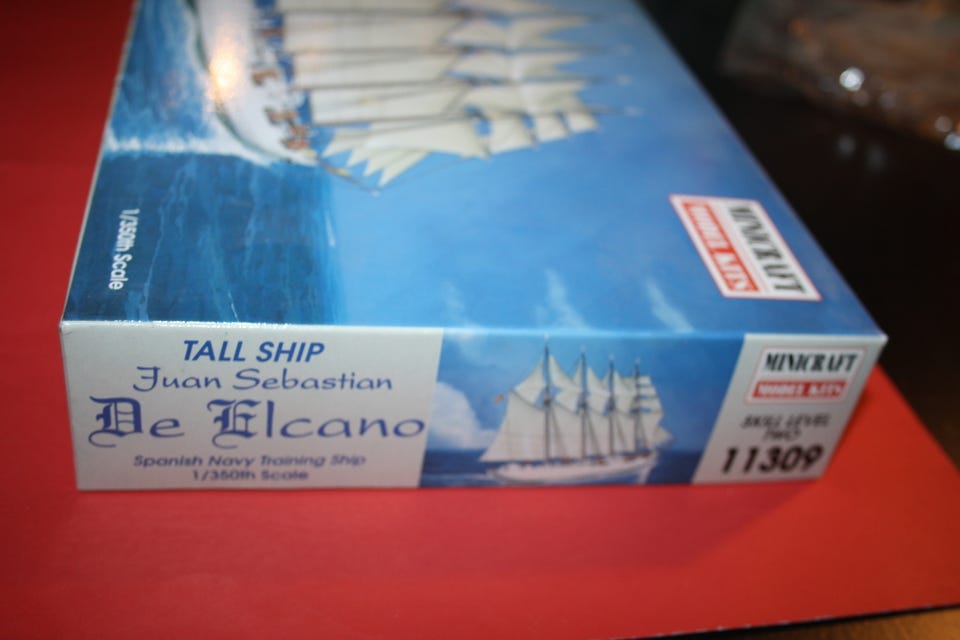 1/350th Scale
MINICRAFT
MODEL KITS
TALL SHIP
Juan Sebastian
De Elcano
Spanish Navy Training Ship
1/350th Scale
MINICRAFT
MODEL KITS
SKILL LEVEL
TWO
11309